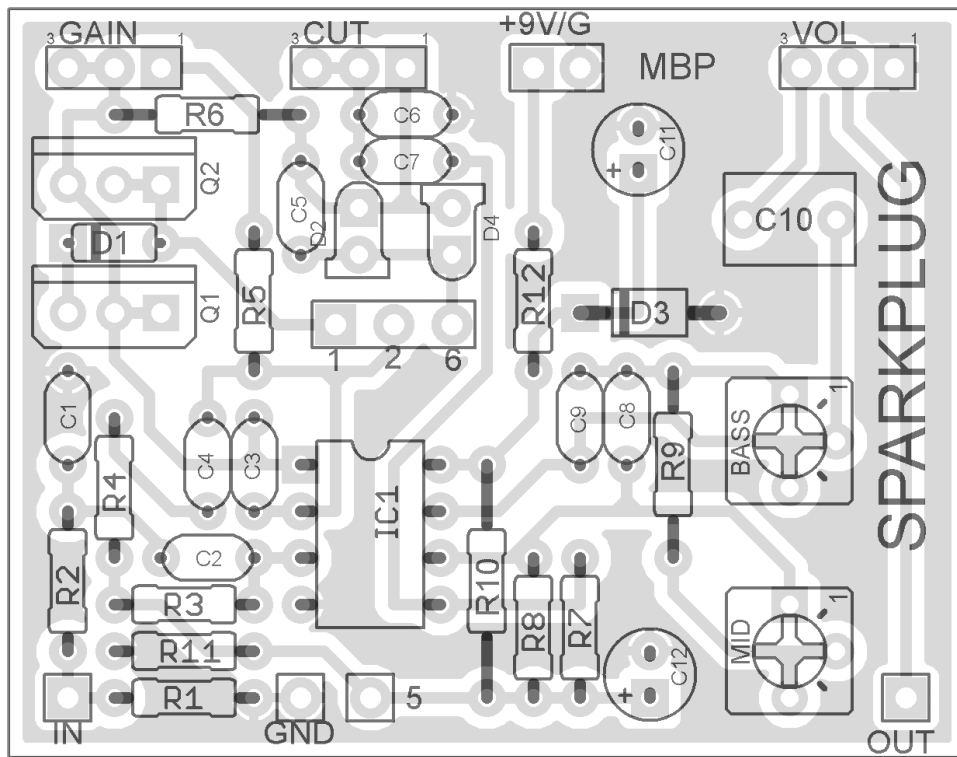 GAIN
3
1
CUT
3
1
+9V/G
MBP
VOL
3
1
R6
C6
C7
C11
+
Q2
C5
D2
D4
C10
SPARKPLUG
D1
R5
R12
D3
Q1
1
2
6
C1
R4
C4
C3
IC1
C9
C8
R9
BASS
1
R2
C2
R3
R10
R8
R7
MID
1
R11
C12
+
R1
5
IN
GND
OUT